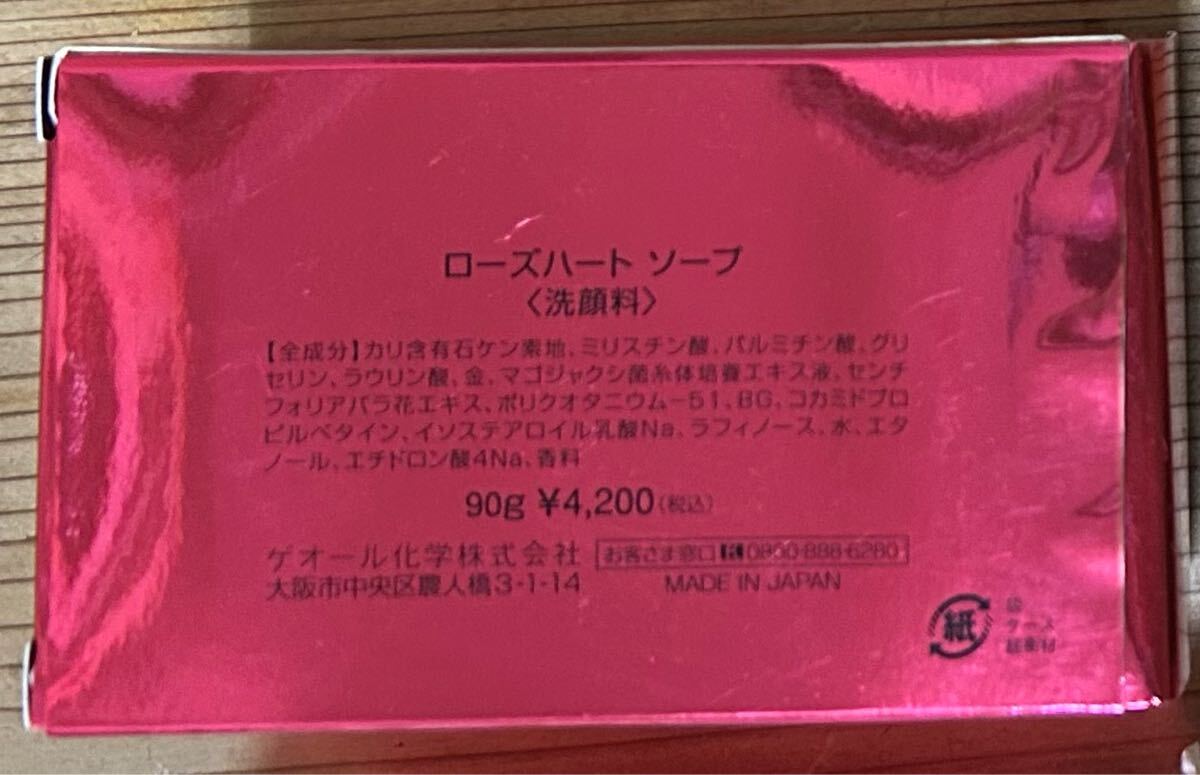 ローズハート ソープ
〈洗顔料〉
【全成分】カリ含有石ケン素地、ミリスチン酸、パルミチン酸、グリ
セリン、ラウリン酸、金、マゴジャクシ菌糸体培養エキス液、センチ
フォリアバラ花エキス、ポリクオタニウム-51、BG、コカミドプロ
ピルベタイン、イソステアロイル乳酸Na、ラフィノース、水、エタ
ノール、エチドロン酸4Na、香料
90g ¥4,200(税込)
ゲオール化学株式会社 お客さま窓口 0800-888-6280
大阪市中央区農人橋3-1-14 MADE IN JAPAN
紙
ケース